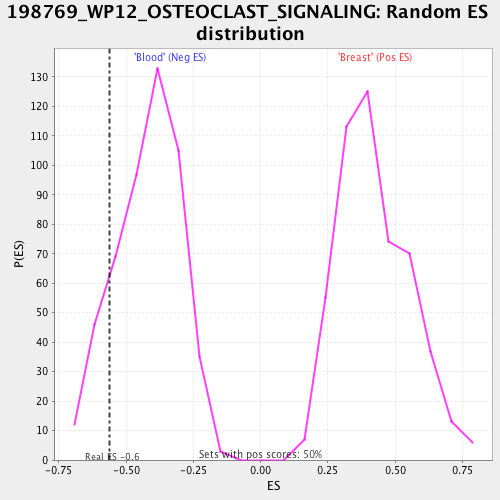 198769_WP12_OSTEOCLAST_SIGNALING: Random ES
distribution
'Blood' (Neg ES)
'Breast' (Pos ES)
130
120
110
100
90
80
70
60
50
40
30
20
10
0
P(ES)
Real ES -0.6
Sets with pos scores: 50%
-0.75
-0.50
-0.25
0.00
0.25
0.50
0.75
ES